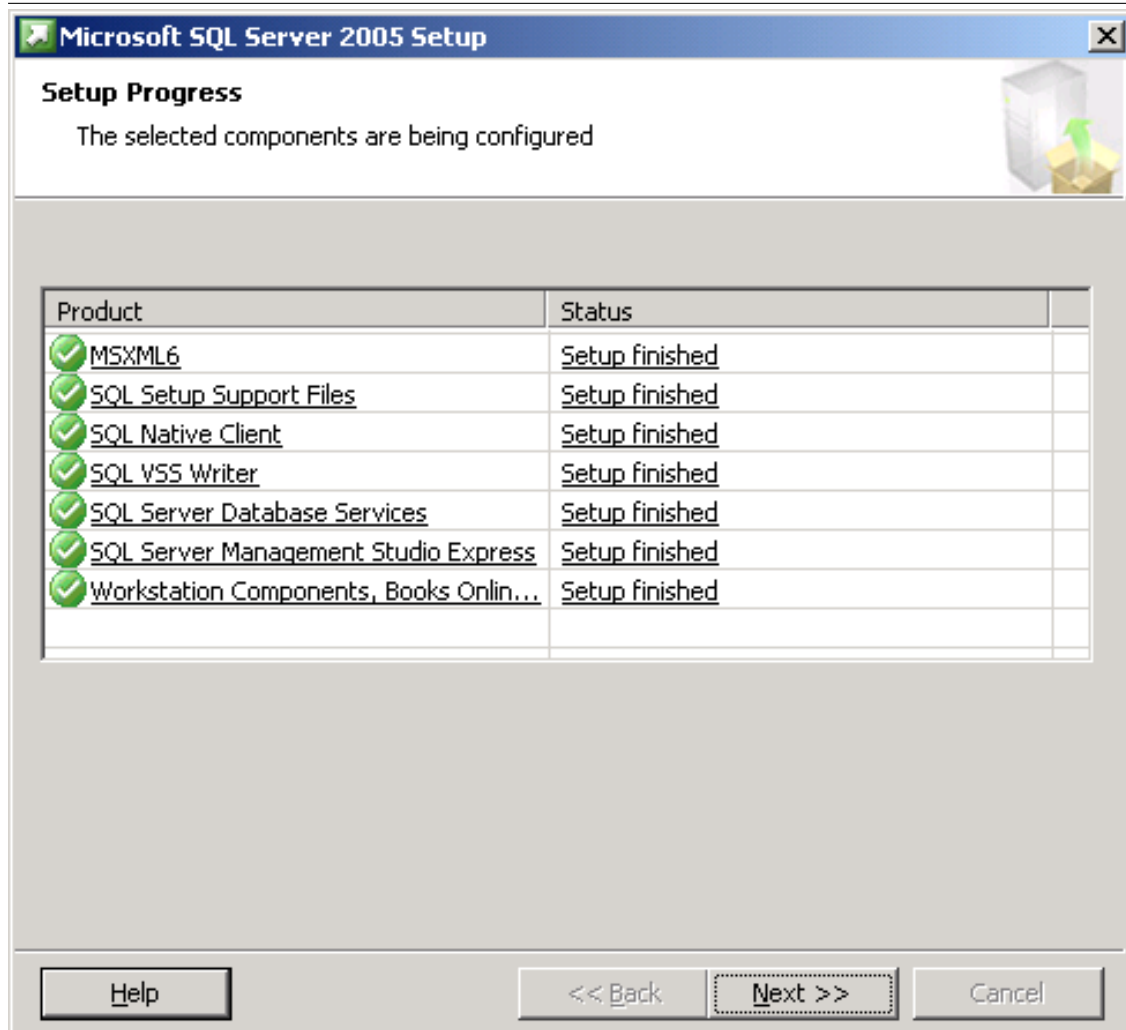 Microsoft SQL Server 2005 Setup
Setup Progress
The selected components are being configured
Product Status
MSXML6 Setup finished
SQL Setup Support Files Setup finished
SQL Native Client Setup finished
SQL VSS Writer Setup finished
SQL Server Database Services Setup finished
SQL Server Management Studio Express Setup finished
Workstation Components, Books Onlin... Setup finished
Help << Back Next >> Cancel